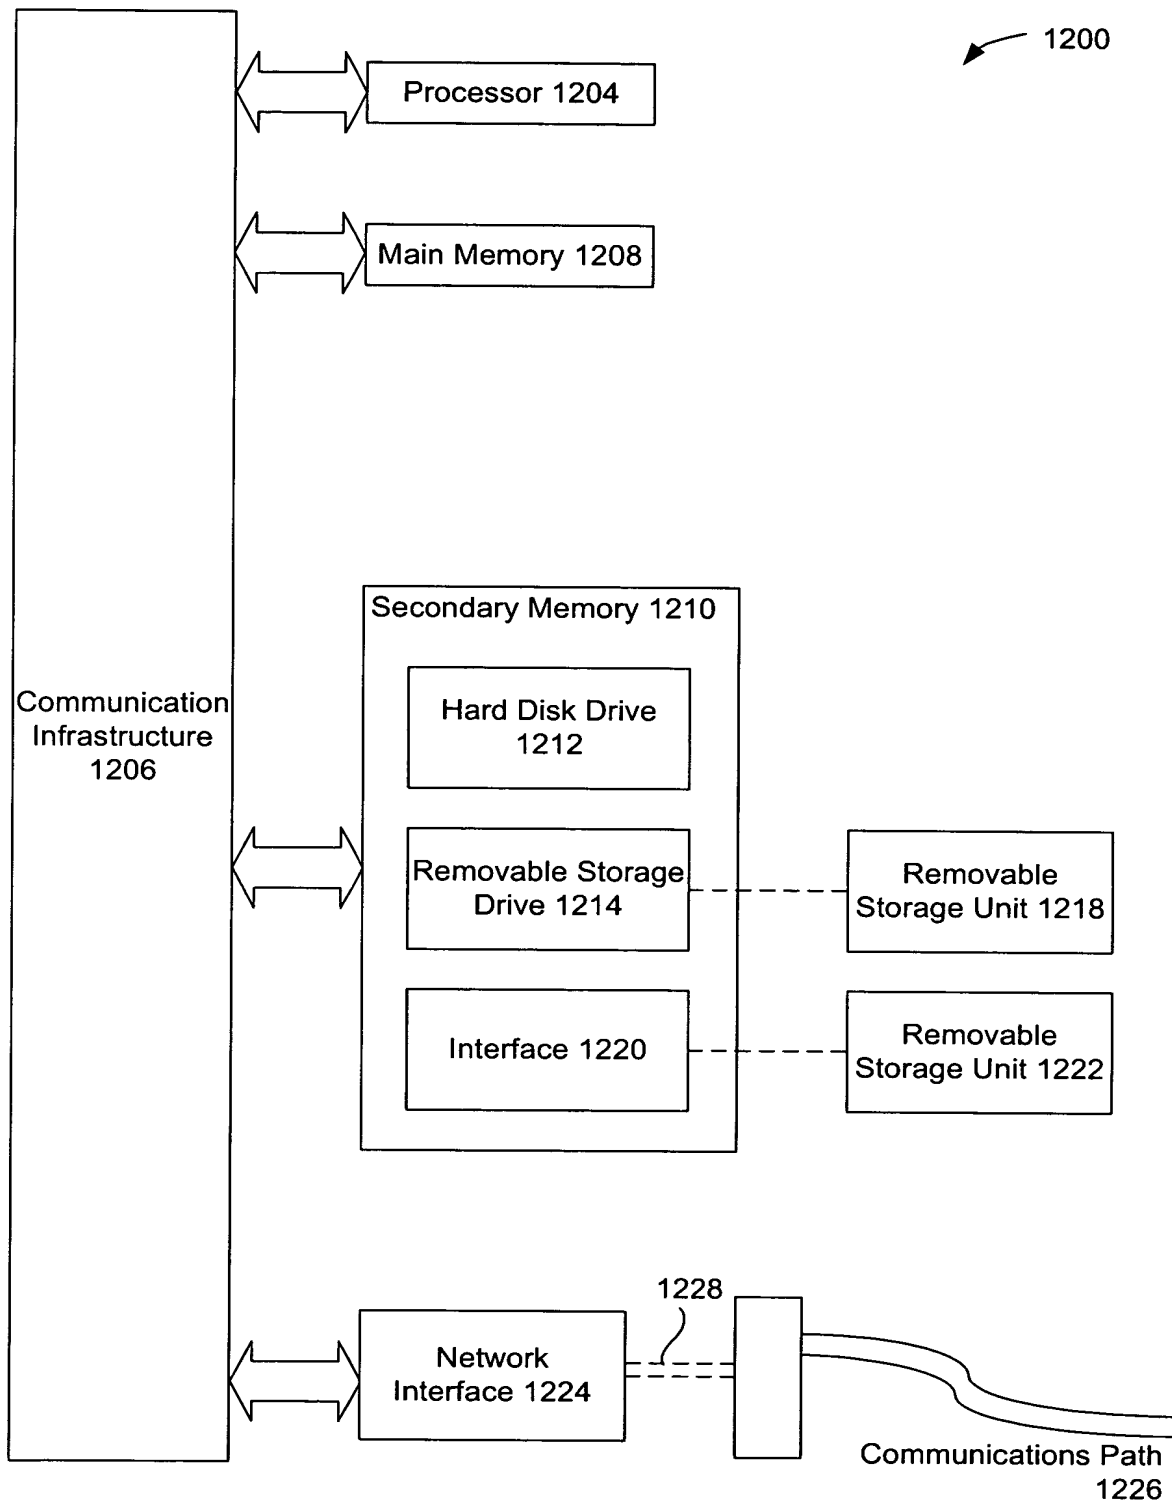 1200
Processor 1204
Main Memory 1208
Communication
Infrastructure
1206
Secondary Memory 1210
Hard Disk Drive
1212
Removable Storage
Drive 1214
Removable
Storage Unit 1218
Interface 1220
Removable
Storage Unit 1222
1228
Network
Interface 1224
Communications Path
1226